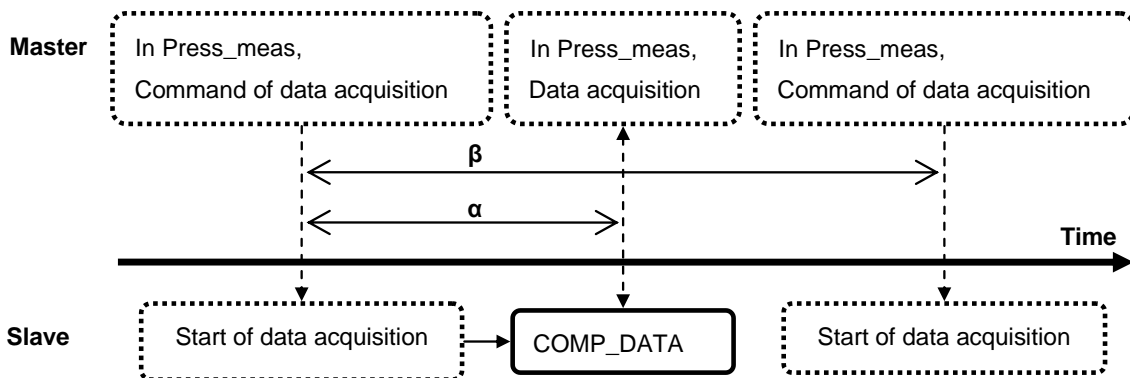 Master
In Press_meas,
Command of data acquisition
In Press_meas,
Data acquisition
In Press_meas,
Command of data acquisition
β
α
Time
Slave
Start of data acquisition
COMP_DATA
Start of data acquisition